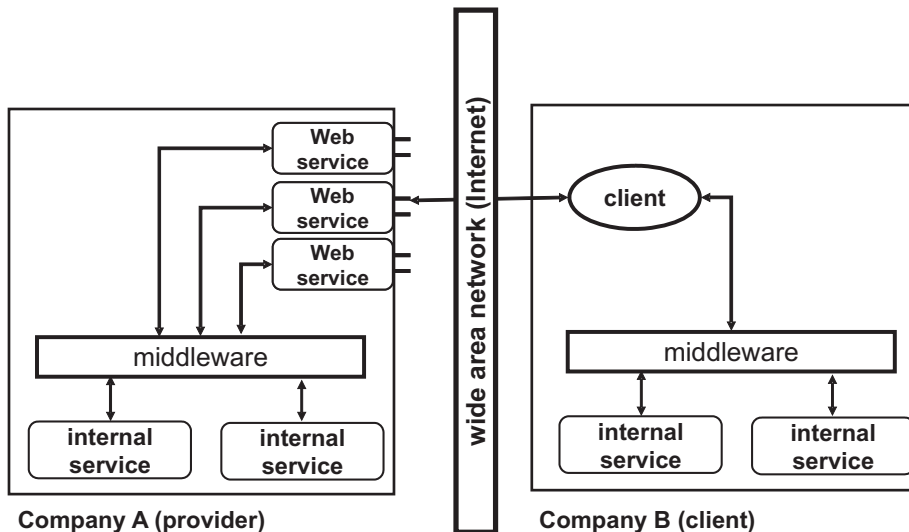 Web
service
Web
service
Web
service
middleware
internal
service
internal
service
Company A (provider)
wide area network (Internet)
client
middleware
internal
service
internal
service
Company B (client)